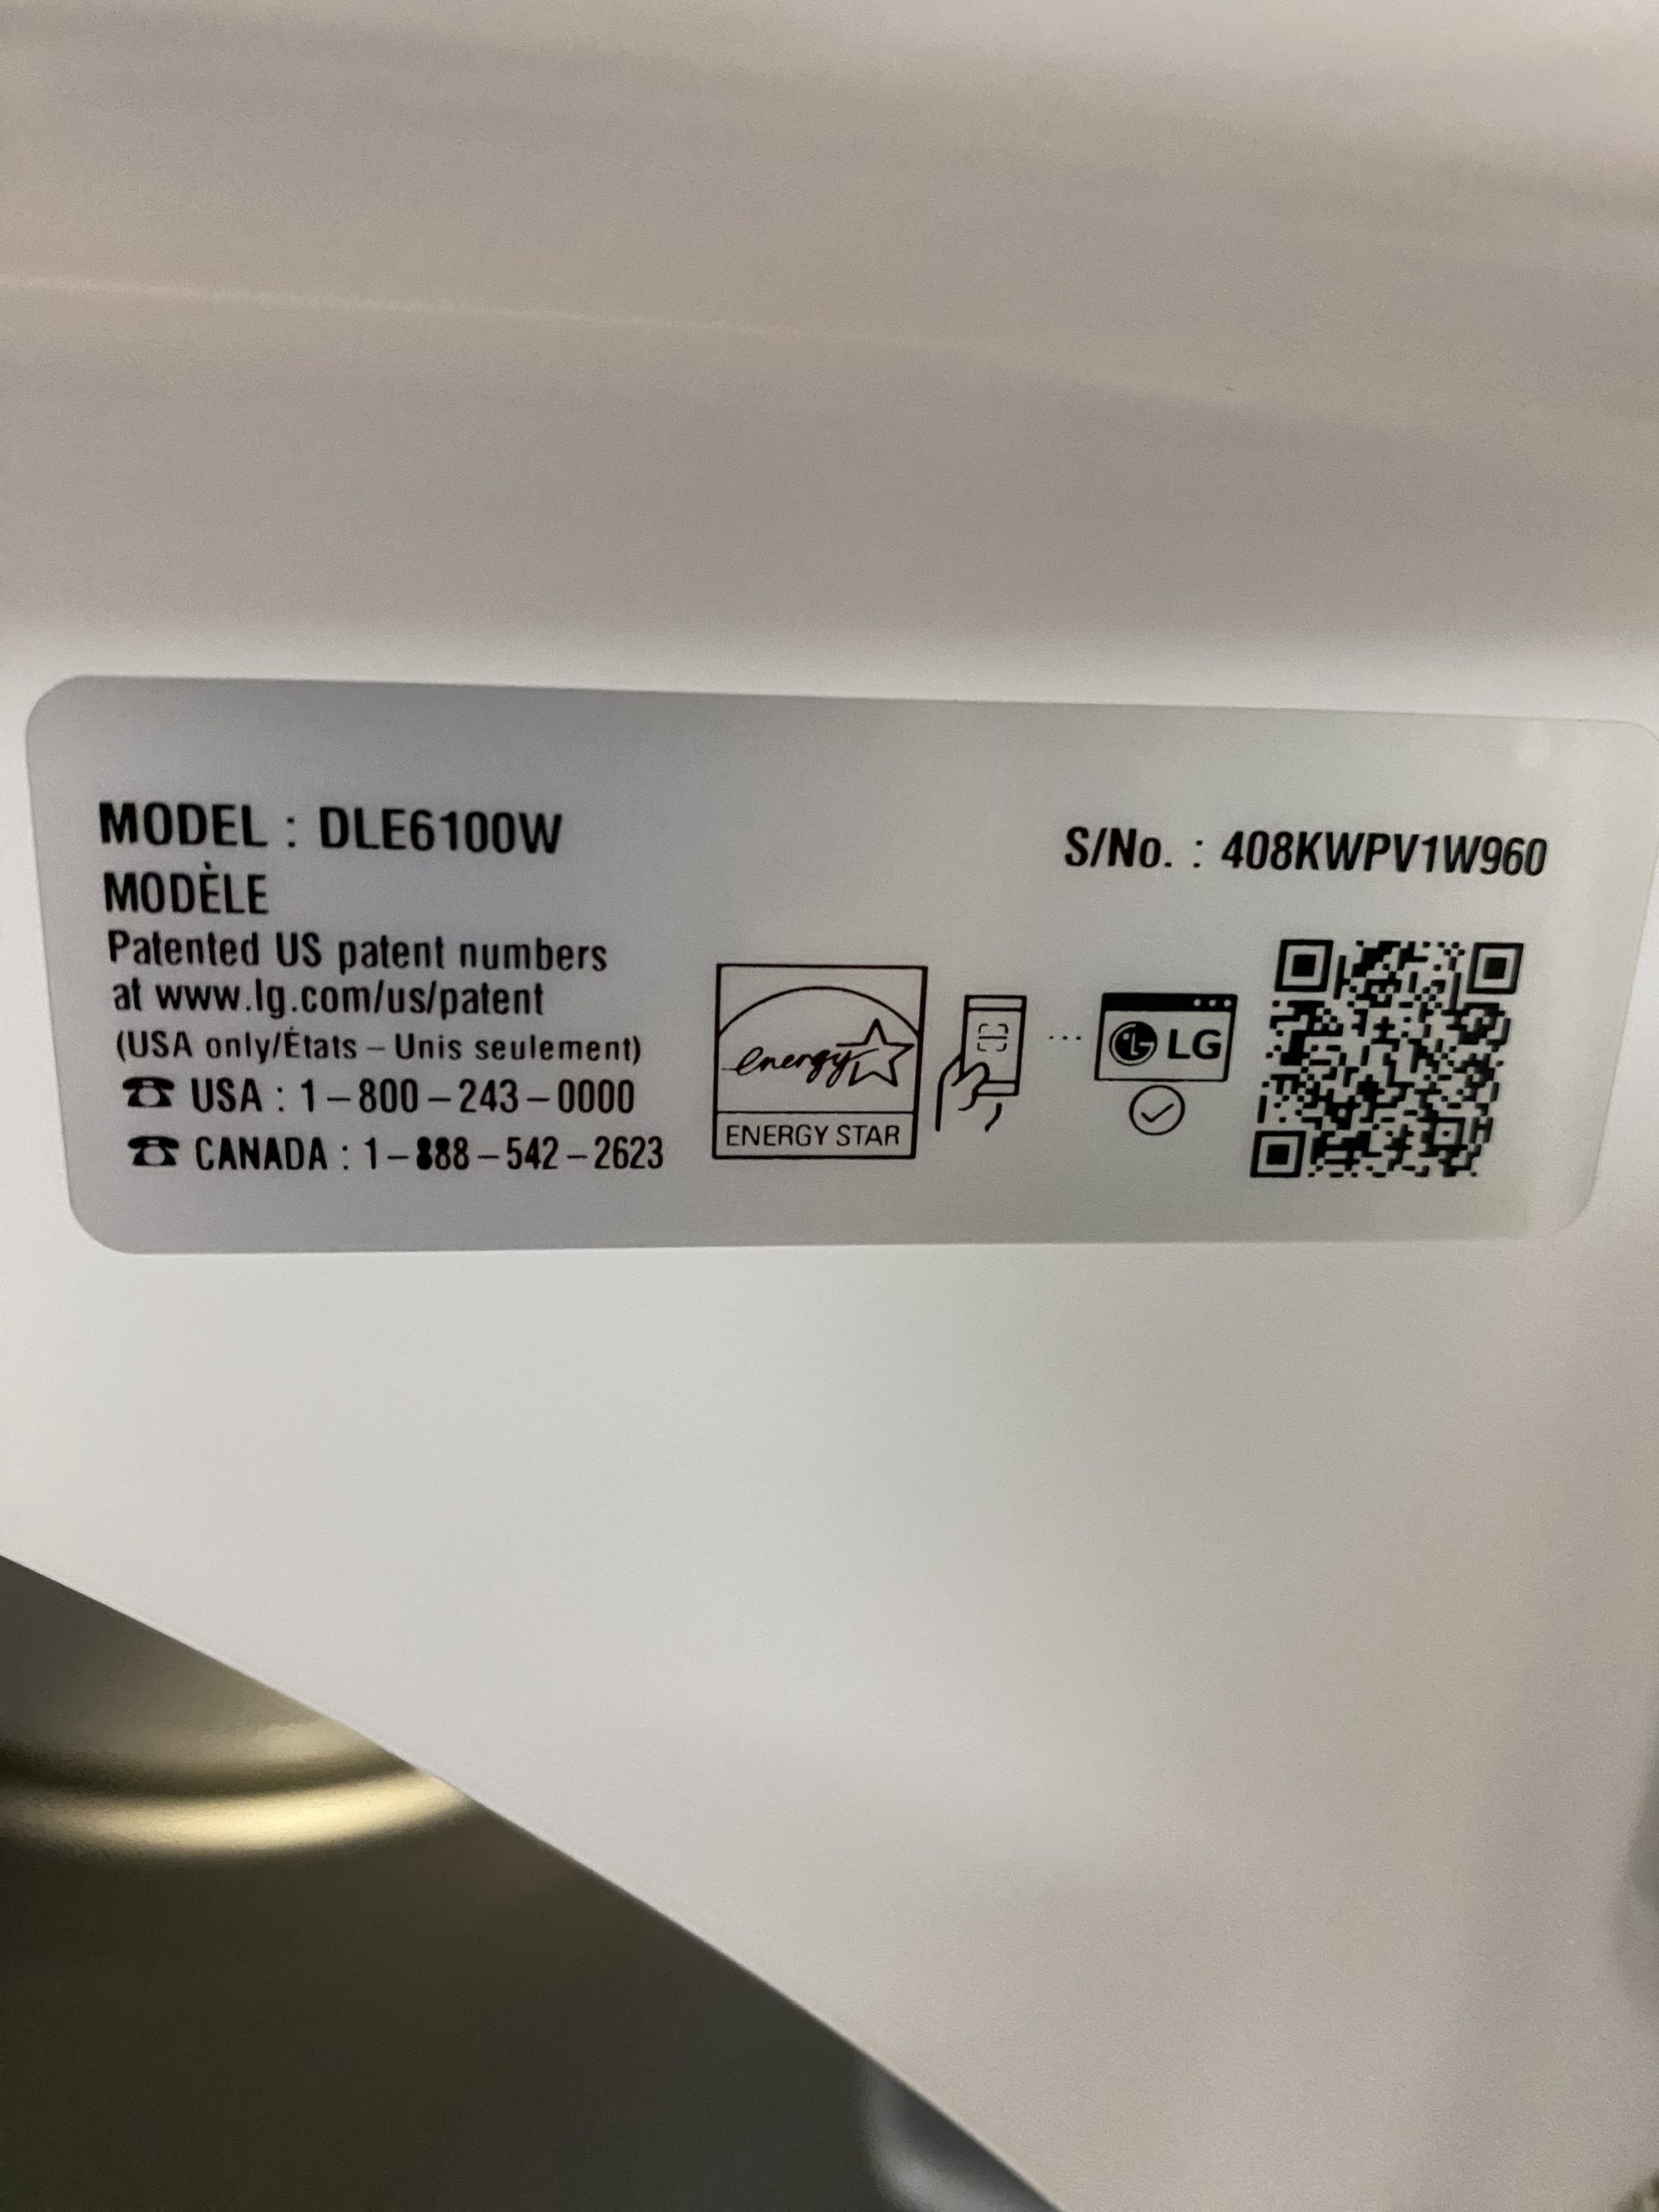 MODEL : DLE6100W
MODÈLE
Patented US patent numbers
at www.lg.com/us/patent
(USA only/États – Unis seulement)
☎ USA : 1–800–243–0000
☎ CANADA : 1–888–542–2623
energy
ENERGY STAR
LG
S/No. : 408KWPV1W960